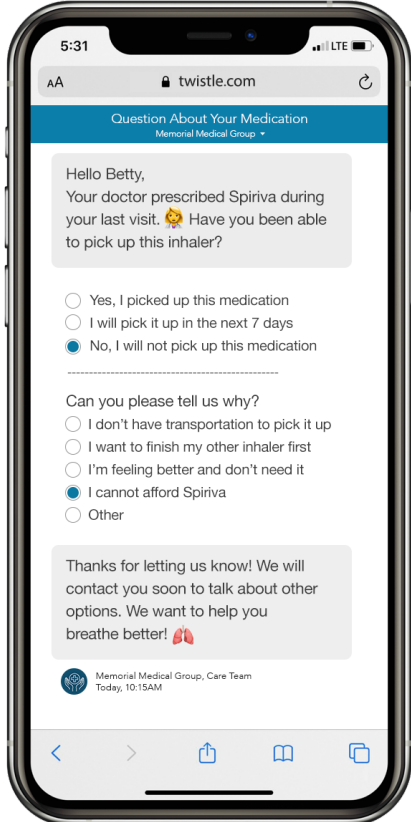 5:31
LTE
AA
twistle.com
Question About Your Medication
Memorial Medical Group
Hello Betty,
Your doctor prescribed Spiriva during
your last visit. 👩‍⚕️ Have you been able
to pick up this inhaler?
Yes, I picked up this medication
I will pick it up in the next 7 days
No, I will not pick up this medication
Can you please tell us why?
I don’t have transportation to pick it up
I want to finish my other inhaler first
I’m feeling better and don’t need it
I cannot afford Spiriva
Other
Thanks for letting us know! We will
contact you soon to talk about other
options. We want to help you
breathe better! 🫁
Memorial Medical Group, Care Team
Today, 10:15AM